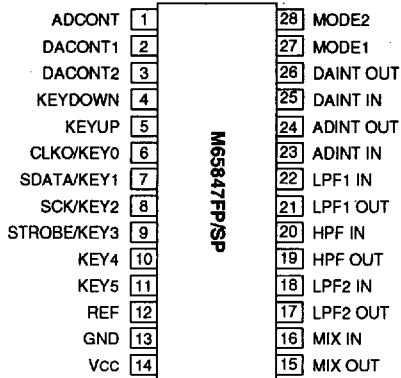 ADCONT 1 28 MODE2
DACONT1 2 27 MODE1
DACONT2 3 26 DAINT OUT
KEYDOWN 4 25 DAINT IN
KEYUP 5 24 ADINT OUT
CLKO/KEY0 6 23 ADINT IN
SDATA/KEY1 7 22 LPF1 IN
SCK/KEY2 8 21 LPF1 OUT
STROBE/KEY3 9 20 HPF IN
KEY4 10 19 HPF OUT
KEY5 11 18 LPF2 IN
REF 12 17 LPF2 OUT
GND 13 16 MIX IN
Vcc 14 15 MIX OUT
M65847FP/SP